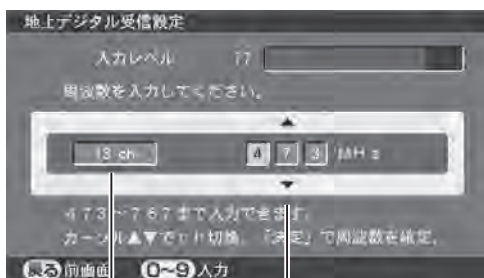 地上デジタル受信設定
入力レベル 77
周波数を入力してください。
13 ch 4 7 3 MHz
473～767まで入力できます。
カーソル▲▼でch切換、「決定」で周波数を確定。
戻る 前画面 0～9 入力